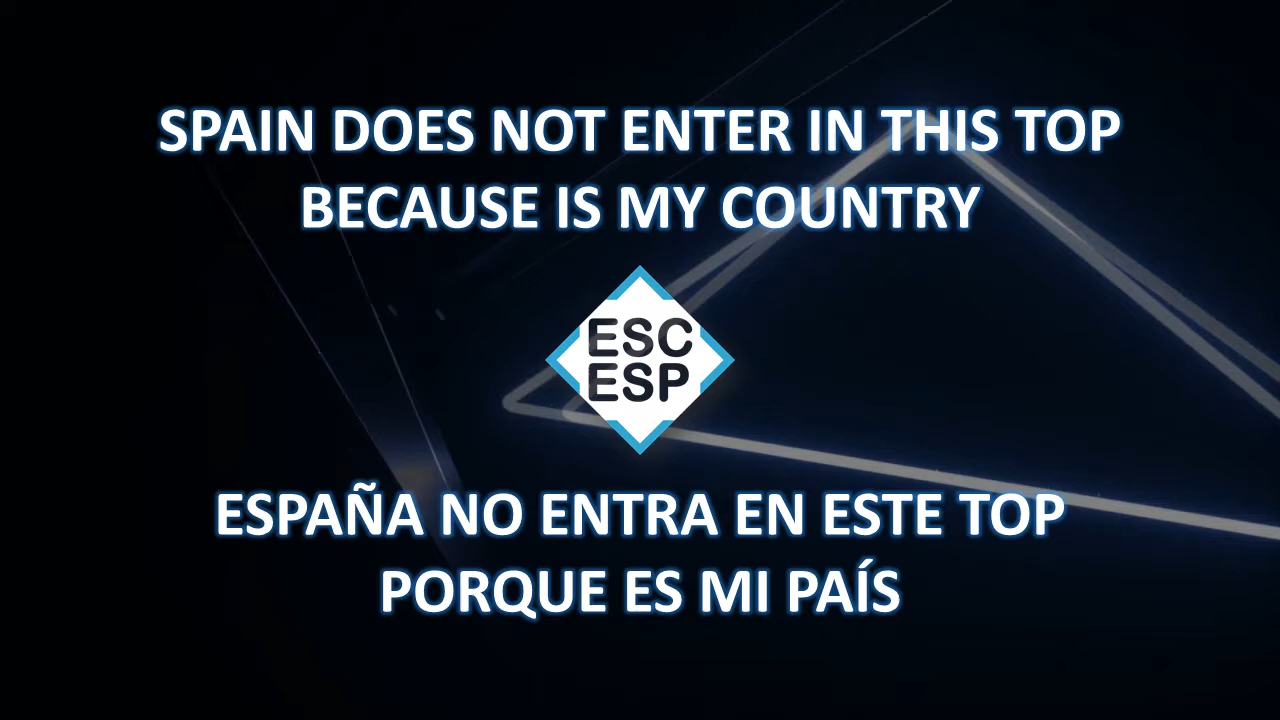 SPAIN DOES NOT ENTER IN THIS TOP
BECAUSE IS MY COUNTRY
ESC
ESP
ESPAÑA NO ENTRA EN ESTE TOP
PORQUE ES MI PAÍS